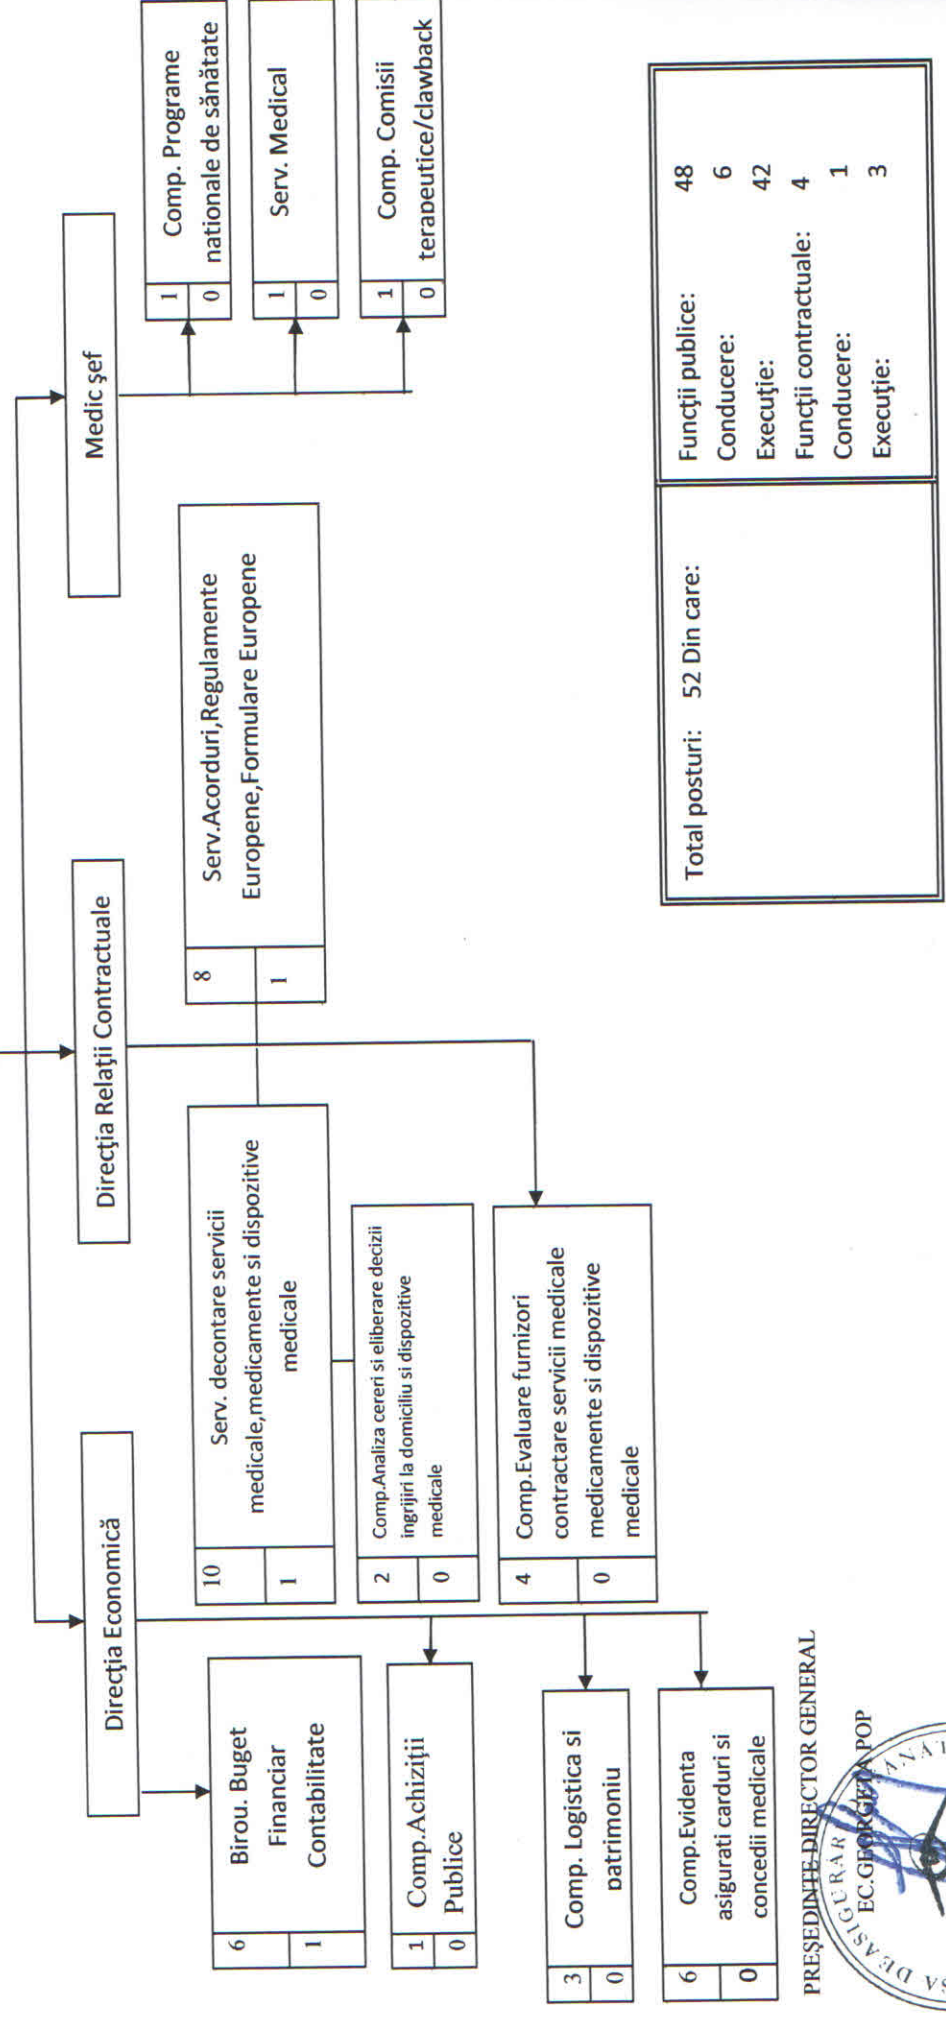 Direcţia Economică
Direcţia Relaţii Contractuale
Medic şef
6
1
Birou. Buget
Financiar
Contabilitate
1
0
Comp.Achiziţii
Publice
3
0
Comp. Logistica si
patrimoniu
6
0
Comp.Evidenta
asigurati carduri si
concedii medicale
10
1
Serv. decontare servicii
medicale,medicamente si dispozitive
medicale
2
0
Comp.Analiza cereri si eliberare decizii
ingrijiri la domiciliu si dispozitive
medicale
4
0
Comp.Evaluare furnizori
contractare servicii medicale
medicamente si dispozitive
medicale
8
1
Serv.Acorduri,Regulamente
Europene,Formulare Europene
1
0
Comp. Programe
nationale de sănătate
1
0
Serv. Medical
1
0
Comp. Comisii
terapeutice/clawback
Total posturi: 52 Din care:
Funcţii publice: 48
Conducere: 6
Execuţie: 42
Funcţii contractuale: 4
Conducere: 1
Execuţie: 3
PREŞEDINTE-DIRECTOR GENERAL
EC.GEORGETA POP
DE ASIGURAR